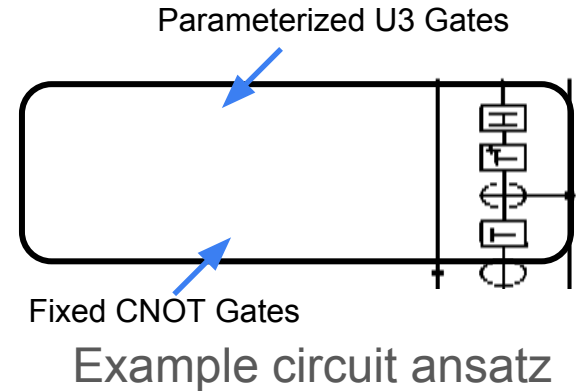 Parameterized U3 Gates
H
T†
T
Fixed CNOT Gates
Example circuit ansatz